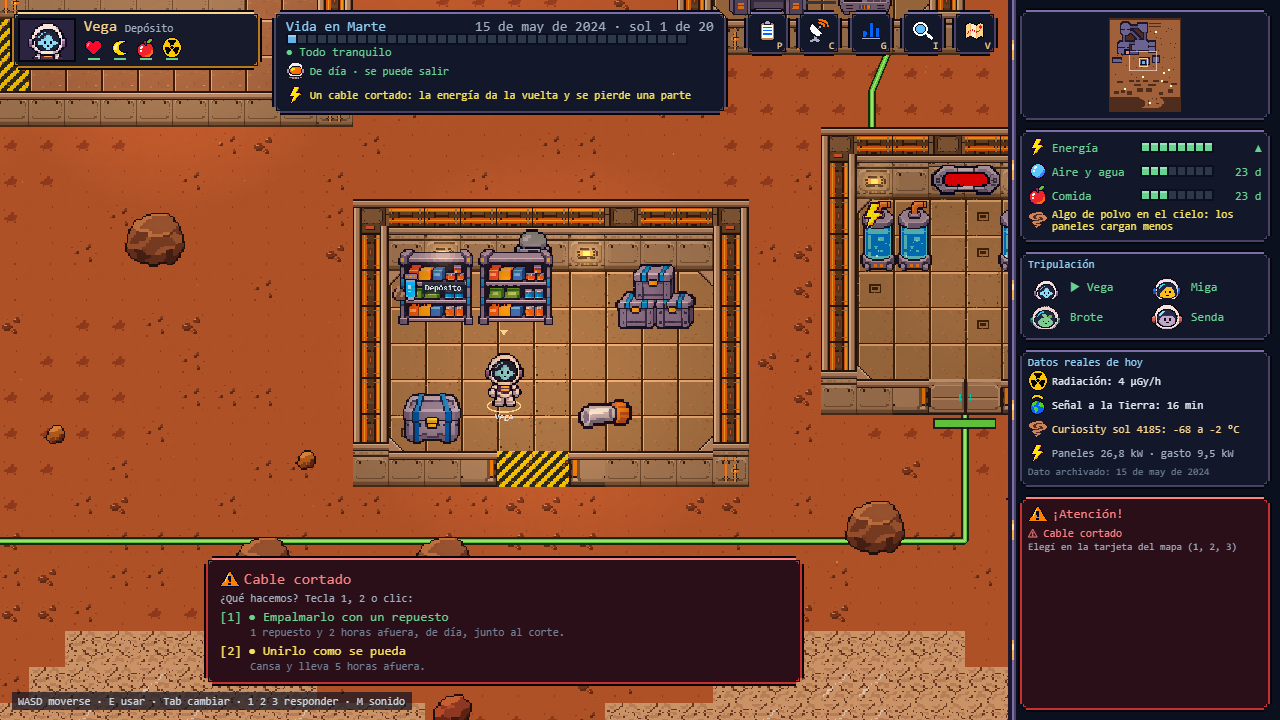 Vega Depósito
Vida en Marte
15 de may de 2024 · sol 1 de 20
● Todo tranquilo
De día · se puede salir
Un cable cortado: la energía da la vuelta y se pierde una parte
P
C
G
I
V
Energía ▲
Aire y agua 23 d
Comida 23 d
Algo de polvo en el cielo: los
paneles cargan menos
Tripulación
▶ Vega
Miga
Brote
Senda
Datos reales de hoy
Radiación: 4 µGy/h
Señal a la Tierra: 16 min
Curiosity sol 4185: -68 a -2 °C
Paneles 26,8 kW · gasto 9,5 kW
Dato archivado: 15 de may de 2024
¡Atención!
⚠ Cable cortado
Elegí en la tarjeta del mapa (1, 2, 3)
Depósito
Vega
Cable cortado
¿Qué hacemos? Tecla 1, 2 o clic:
[1] ● Empalmarlo con un repuesto
1 repuesto y 2 horas afuera, de día, junto al corte.
[2] ● Unirlo como se pueda
Cansa y lleva 5 horas afuera.
WASD moverse · E usar · Tab cambiar · 1 2 3 responder · M sonido